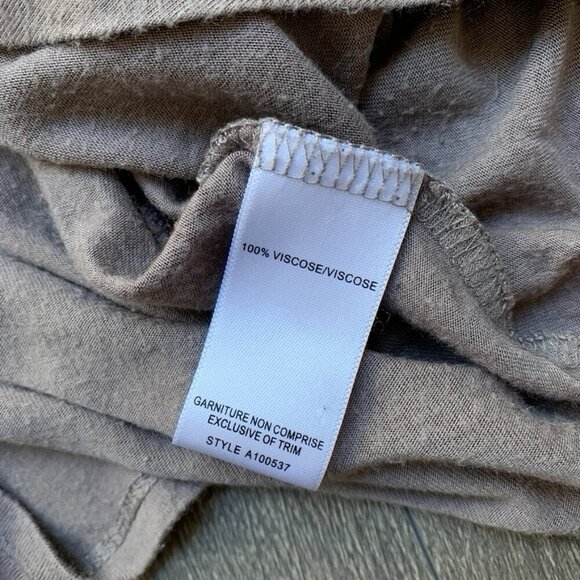 100% VISCOSE/VISCOSE
GARNITURE NON COMPRISE
EXCLUSIVE OF TRIM
STYLE A100537